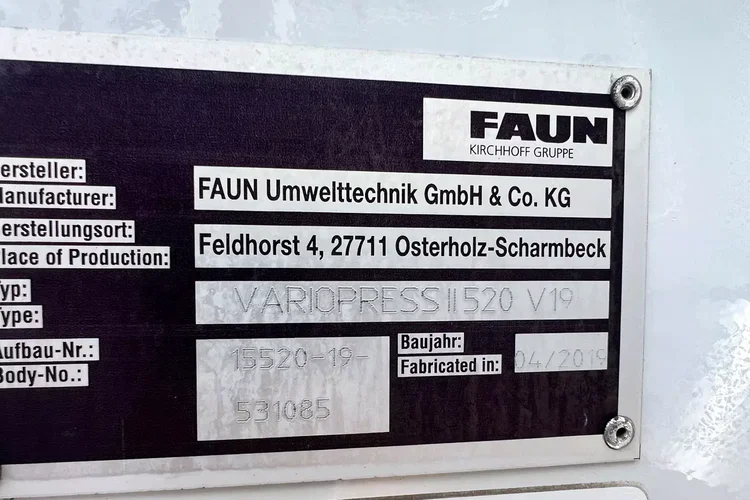 FAUN
KIRCHHOFF GRUPPE
ersteller:
anufacturer: FAUN Umwelttechnik GmbH & Co. KG
erstellungsort:
lace of Production: Feldhorst 4, 27711 Osterholz-Scharmbeck
yp:
ype: VARIOPRESS II 520 V19
ufbau-Nr.: 15520-19-
ody-No.: 531085
Baujahr:
Fabricated in: 04/2019